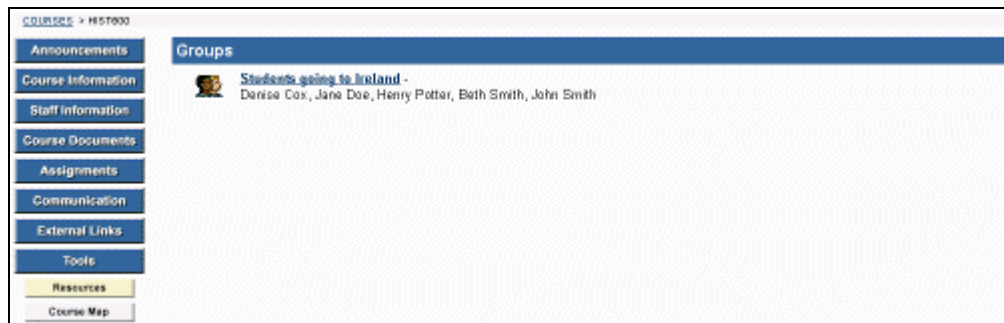 COURSES > HIST600
Announcements
Course Information
Staff Information
Course Documents
Assignments
Communication
External Links
Tools
Resources
Course Map
Groups
Students going to Ireland -
Denise Cox, Jane Doe, Henry Potter, Beth Smith, John Smith